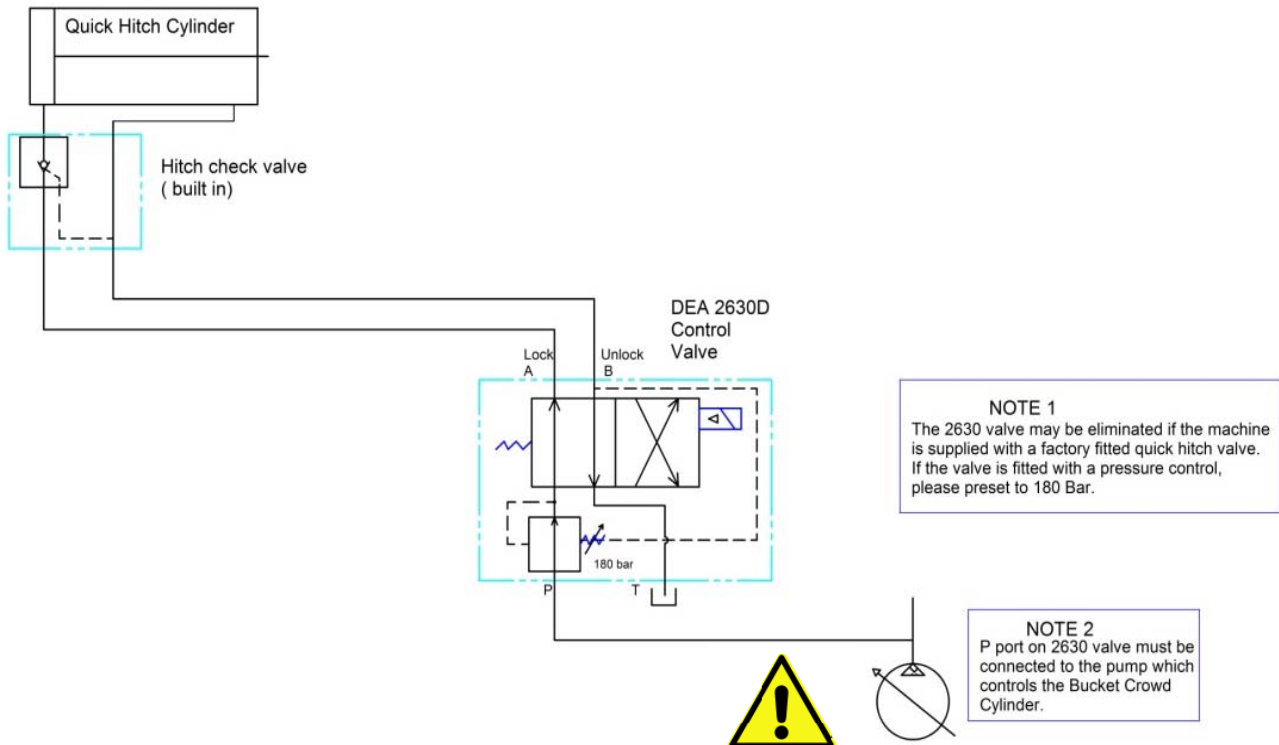 Quick Hitch Cylinder
Hitch check valve
( built in)
DEA 2630D
Control
Valve
Lock
A
Unlock
B
180 bar
P
T
NOTE 1
The 2630 valve may be eliminated if the machine
is supplied with a factory fitted quick hitch valve.
If the valve is fitted with a pressure control,
please preset to 180 Bar.
NOTE 2
P port on 2630 valve must be
connected to the pump which
controls the Bucket Crowd
Cylinder.